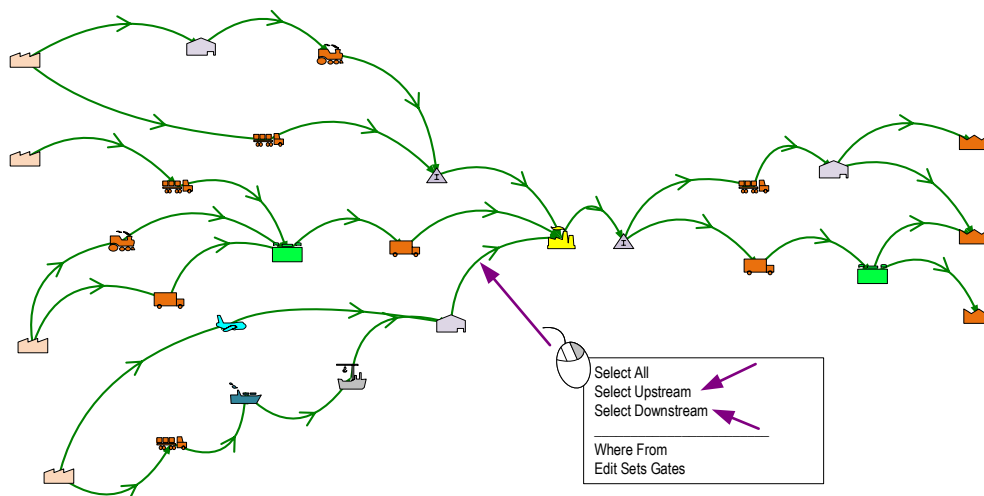 I
I
Select All
Select Upstream
Select Downstream
Where From
Edit Sets Gates